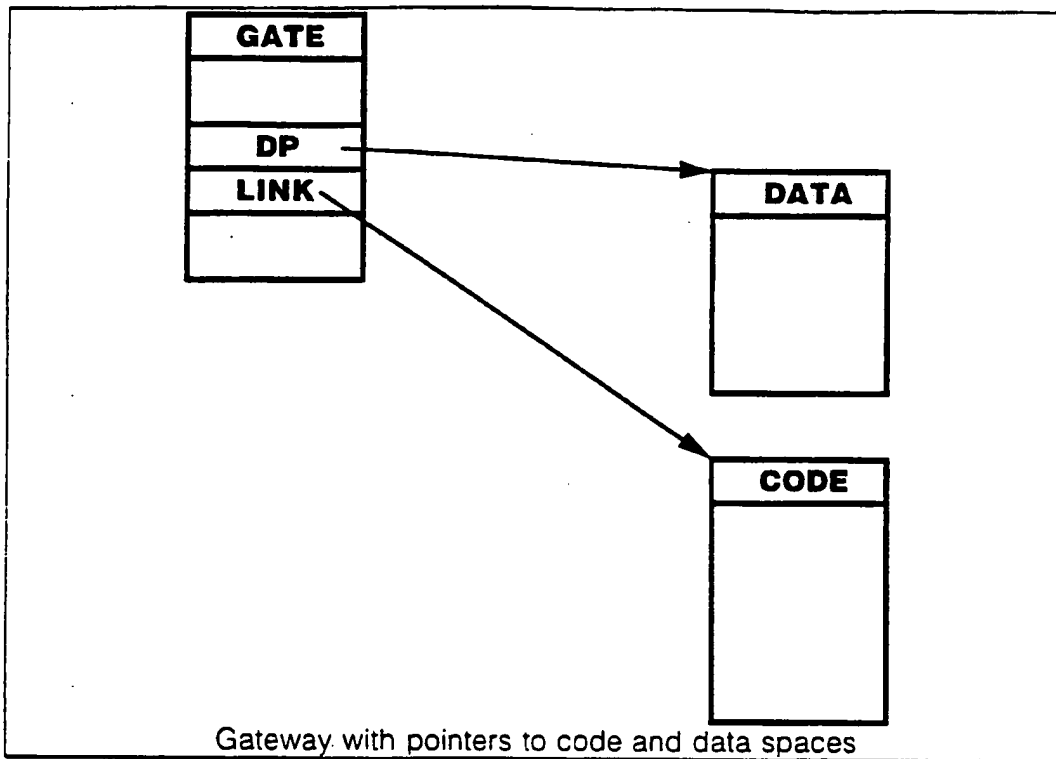 GATE
DP
LINK
DATA
CODE
Gateway with pointers to code and data spaces